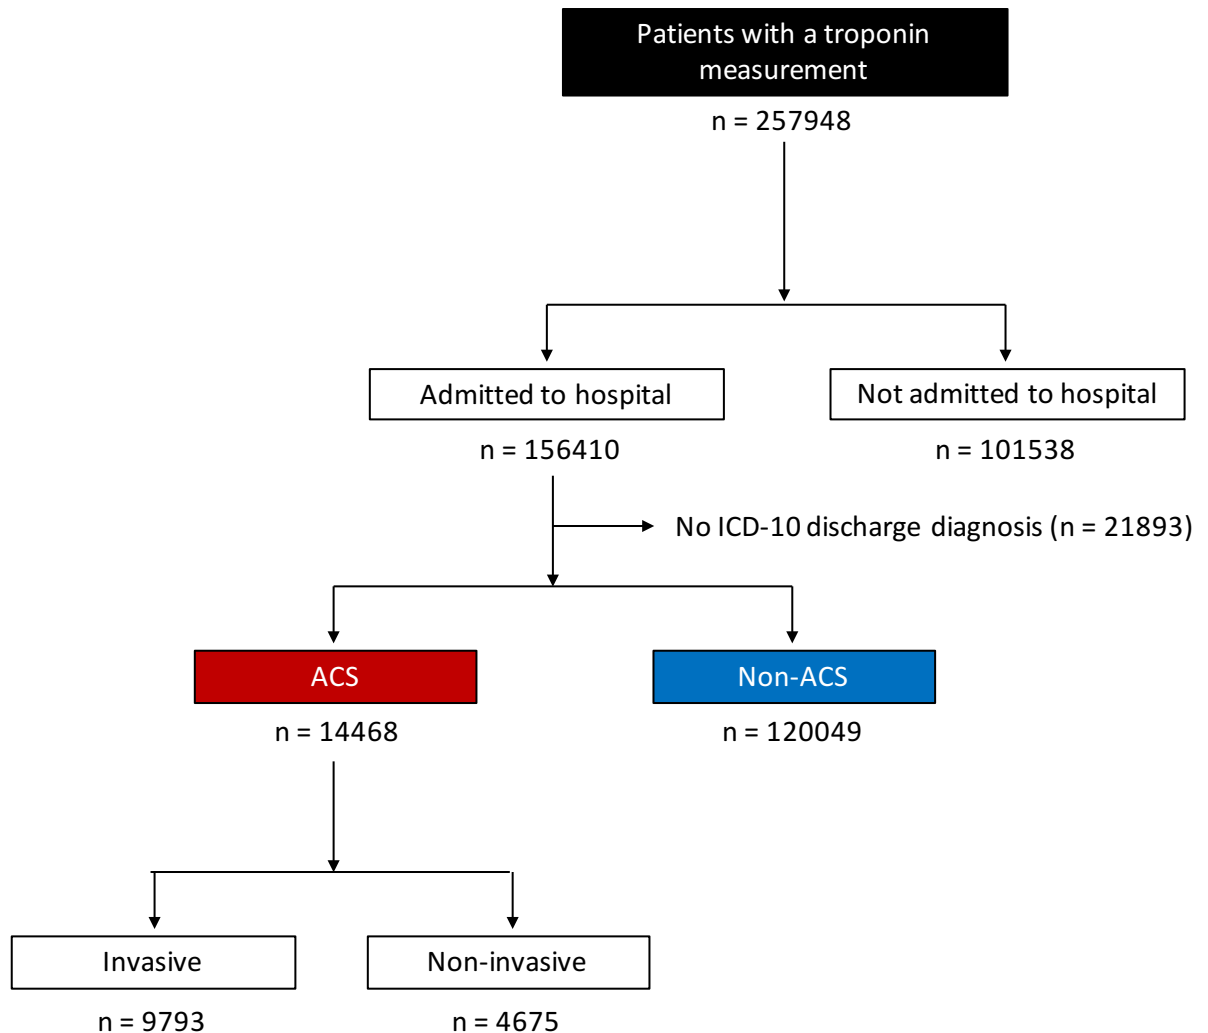 Patients with a troponin
measurement
n = 257948
Admitted to hospital
Not admitted to hospital
n = 156410
n = 101538
No ICD-10 discharge diagnosis (n = 21893)
ACS
Non-ACS
n = 14468
n = 120049
Invasive
Non-invasive
n = 9793
n = 4675